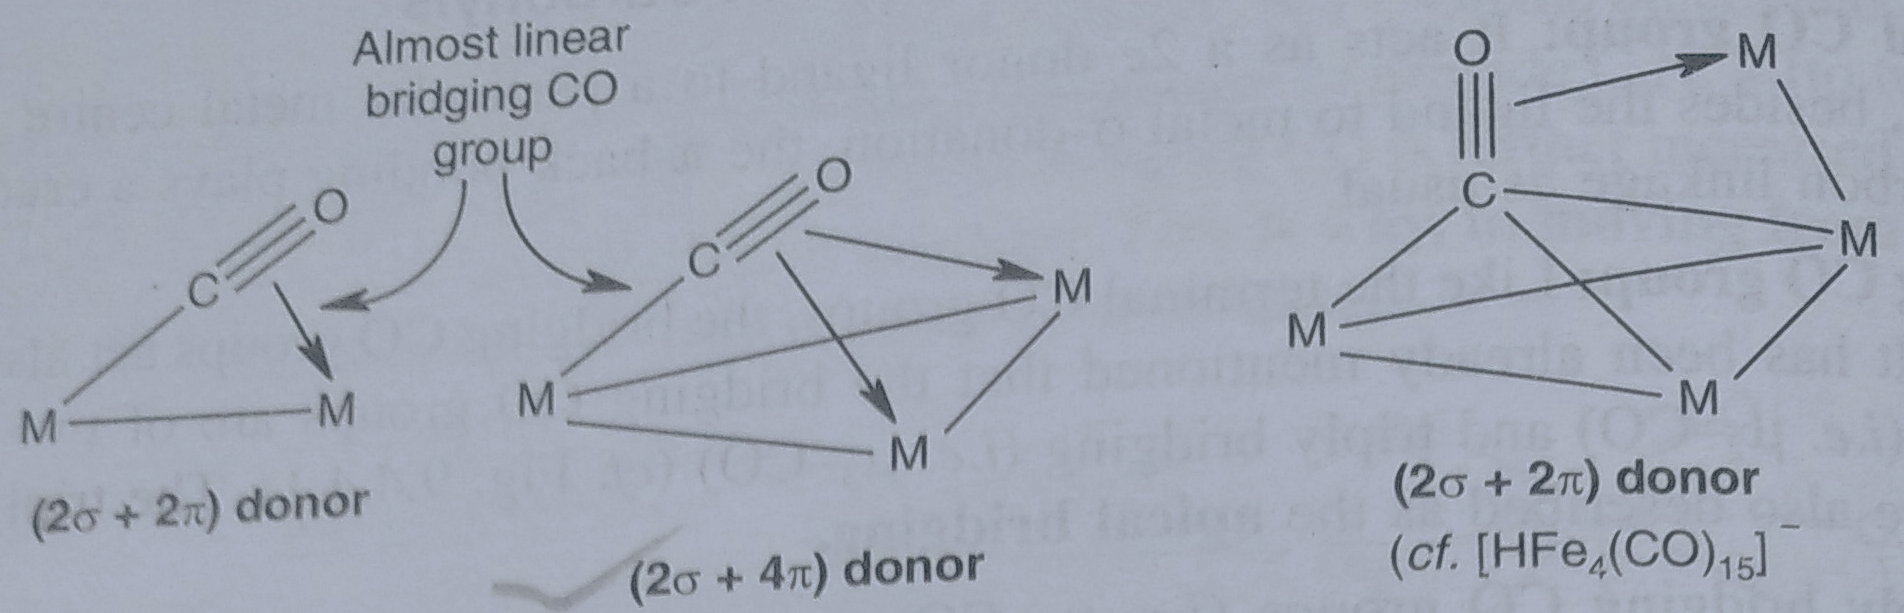 Almost linear
bridging CO
group
C≡O
M M
(2σ + 2π) donor
C≡O
M M
M
(2σ + 4π) donor
O M
C
M
M
M
(2σ + 2π) donor
(cf. [HFe₄(CO)₁₅]⁻